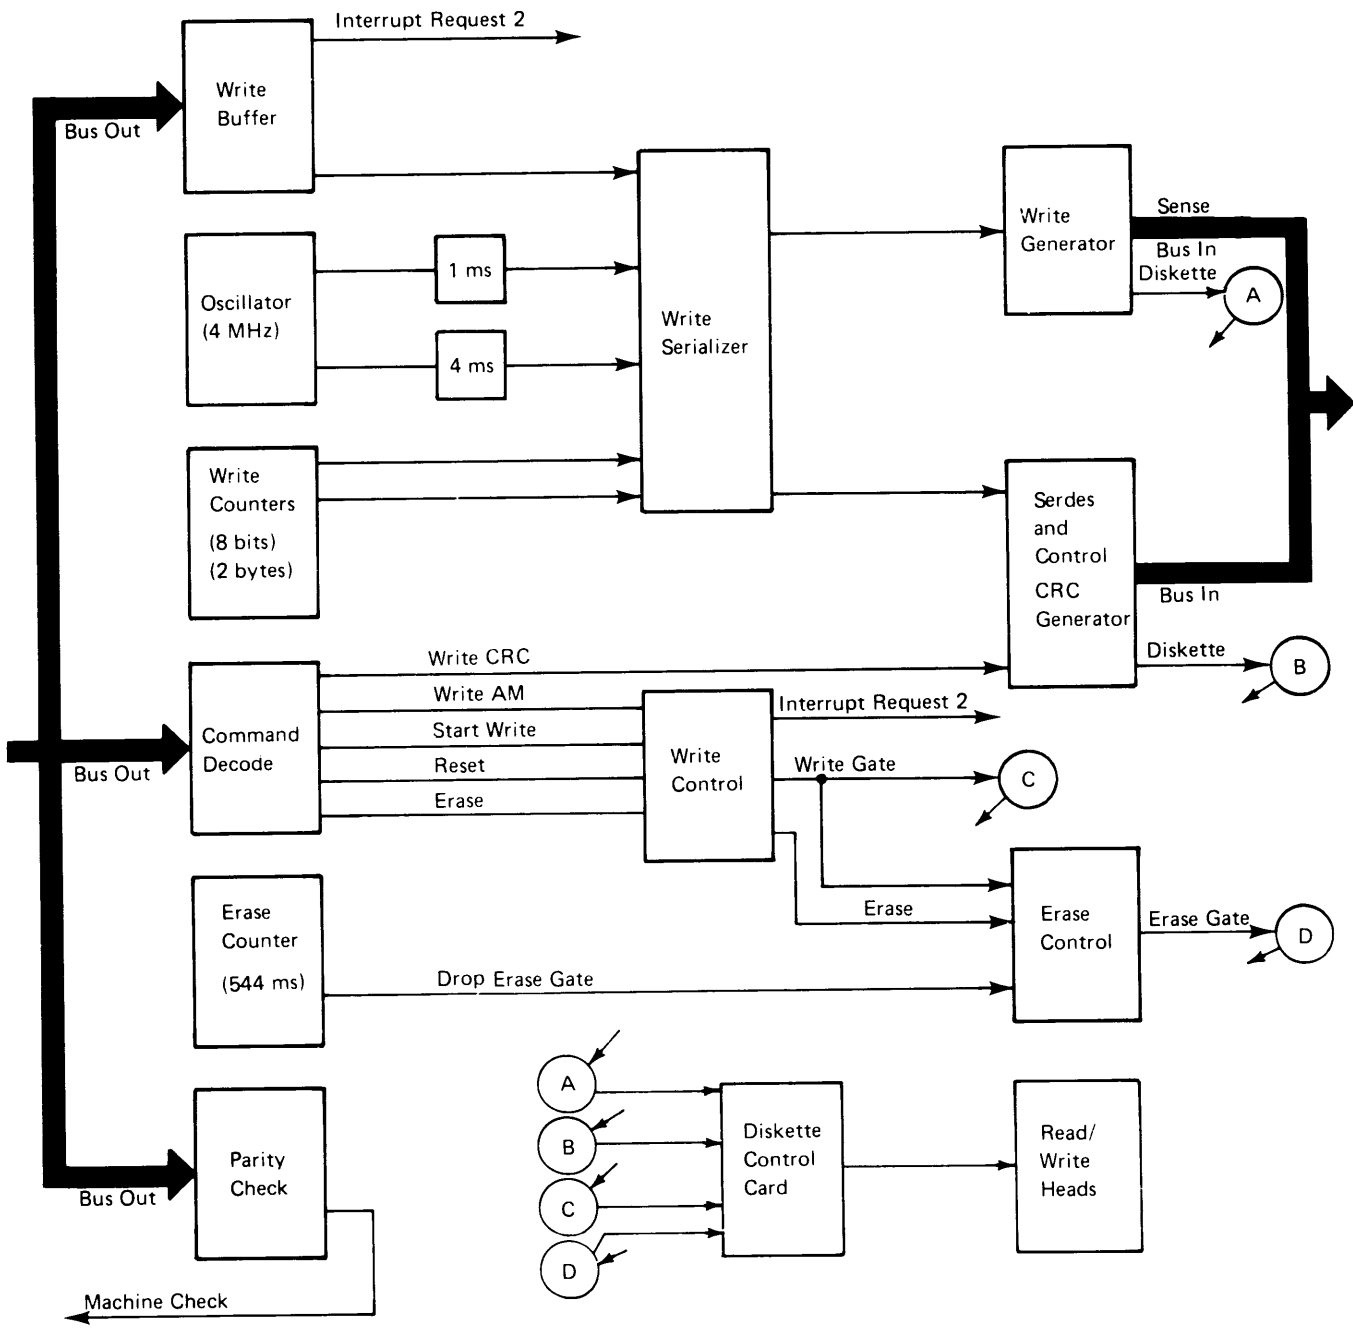 Interrupt Request 2
Write
Buffer
Bus Out
Oscillator
(4 MHz)
1 ms
4 ms
Write
Serializer
Write
Generator
Sense
Bus In
Diskette
A
Write
Counters
(8 bits)
(2 bytes)
Serdes
and
Control
CRC
Generator
Bus In
Diskette
B
Command
Decode
Bus Out
Write CRC
Write AM
Start Write
Reset
Erase
Write
Control
Interrupt Request 2
Write Gate
C
Erase
Erase
Counter
(544 ms)
Drop Erase Gate
Erase
Control
Erase Gate
D
Parity
Check
Bus Out
Machine Check
A
B
C
D
Diskette
Control
Card
Read/
Write
Heads